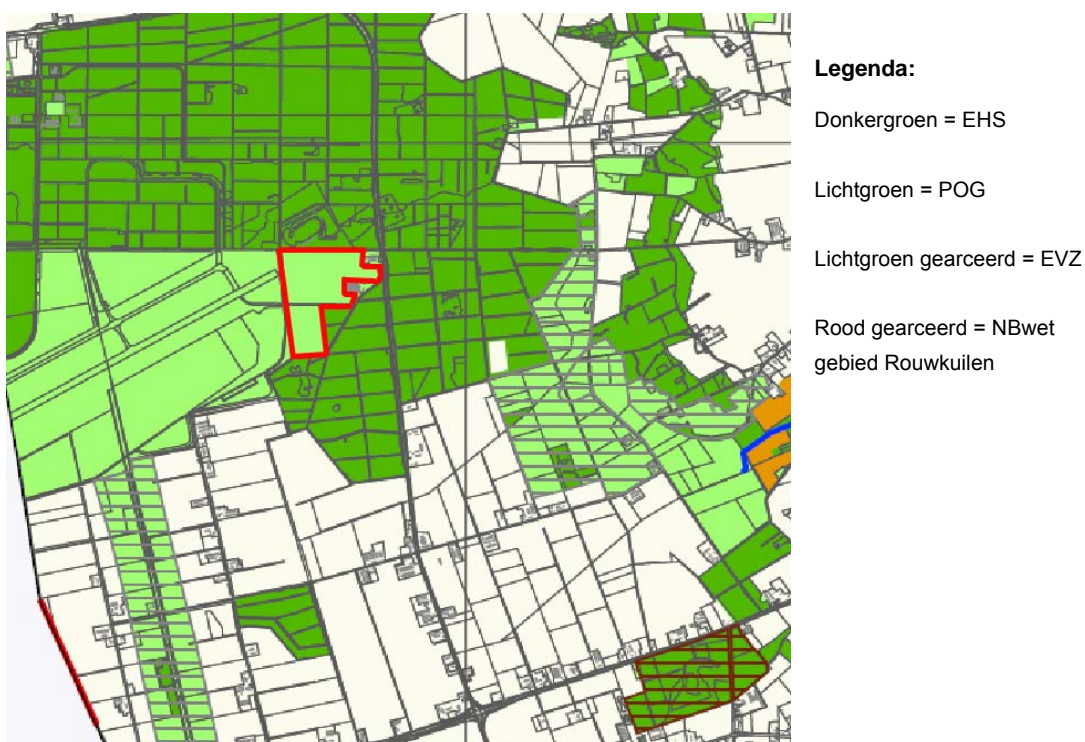 Legenda:
Donkergroen = EHS
Lichtgroen = POG
Lichtgroen gearceerd = EVZ
Rood gearceerd = NBwet
gebied Rouwkuilen